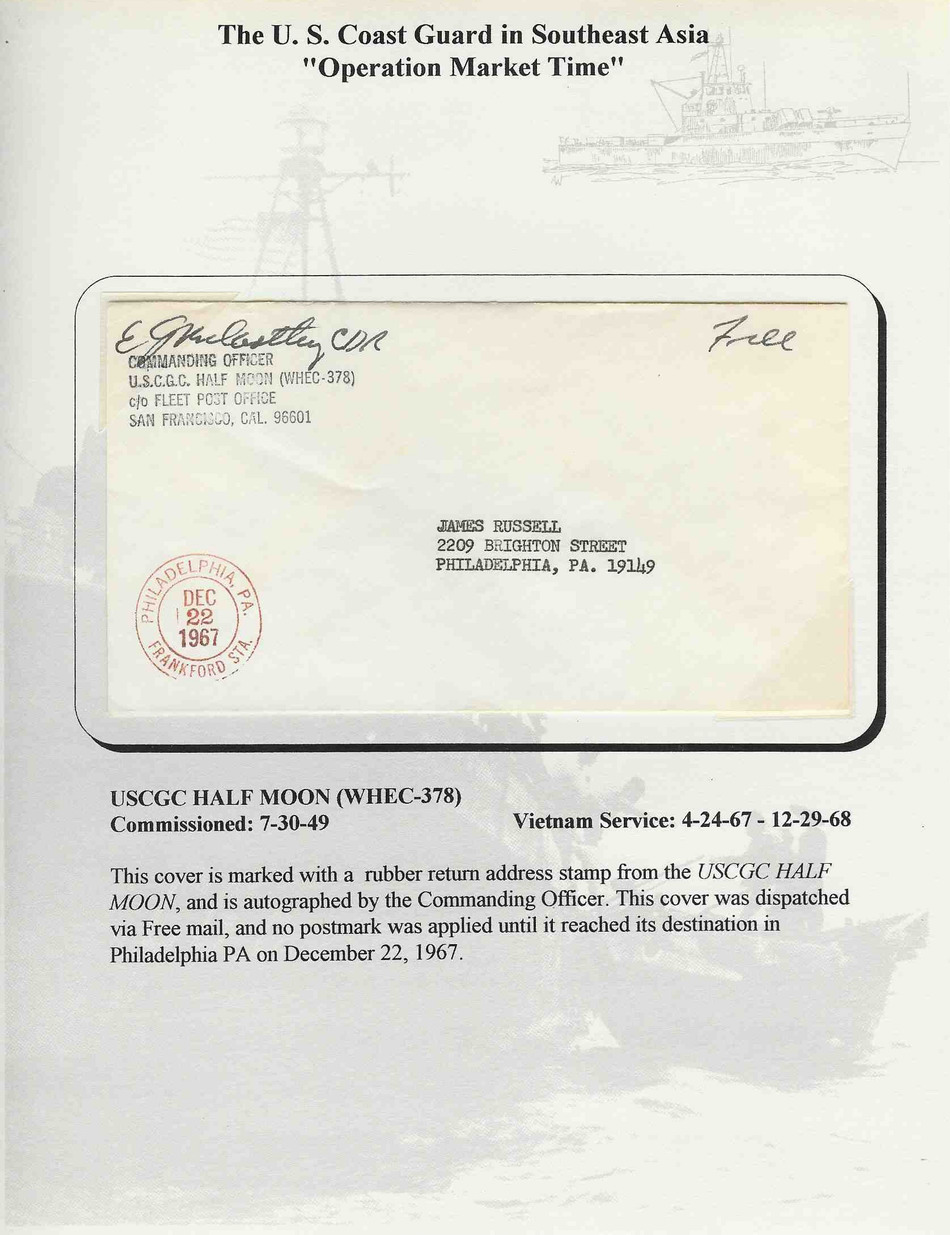 The U. S. Coast Guard in Southeast Asia
"Operation Market Time"
E G McCarthy CDR
Free
COMMANDING OFFICER
U.S.C.G.C. HALF MOON (WHEC-378)
c/o FLEET POST OFFICE
SAN FRANCISCO, CAL. 96601
JAMES RUSSELL
2209 BRIGHTON STREET
PHILADELPHIA, PA. 19149
PHILADELPHIA, PA.
DEC
22
1967
FRANKFORD STA.
USCGC HALF MOON (WHEC-378)
Commissioned: 7-30-49
Vietnam Service: 4-24-67 - 12-29-68
This cover is marked with a rubber return address stamp from the USCGC HALF
MOON, and is autographed by the Commanding Officer. This cover was dispatched
via Free mail, and no postmark was applied until it reached its destination in
Philadelphia PA on December 22, 1967.